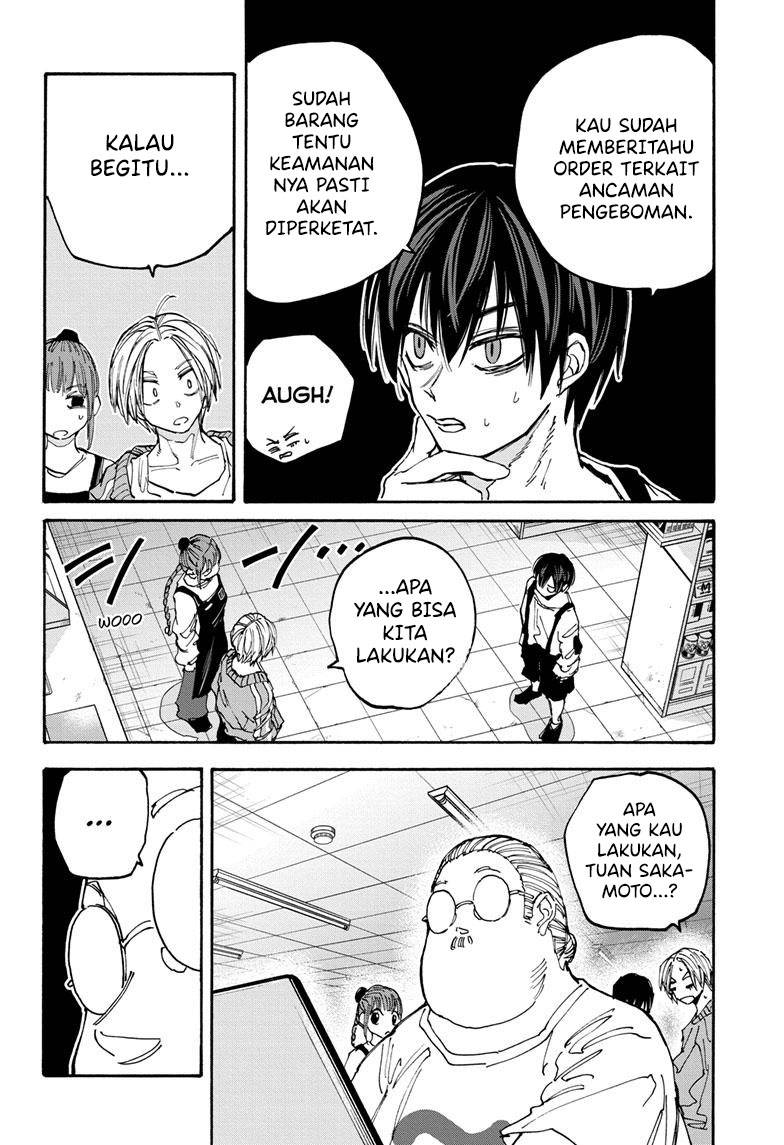 KAU SUDAH
MEMBERITAHU
ORDER TERKAIT
ANCAMAN
PENGEBOMAN.
SUDAH
BARANG
TENTU
KEAMANAN
NYA PASTI
AKAN
DIPERKETAT.
AUGH!
KALAU
BEGITU...
...APA
YANG BISA
KITA
LAKUKAN?
WOOO
APA
YANG KAU
LAKUKAN,
TUAN SAKA-
MOTO...?
...